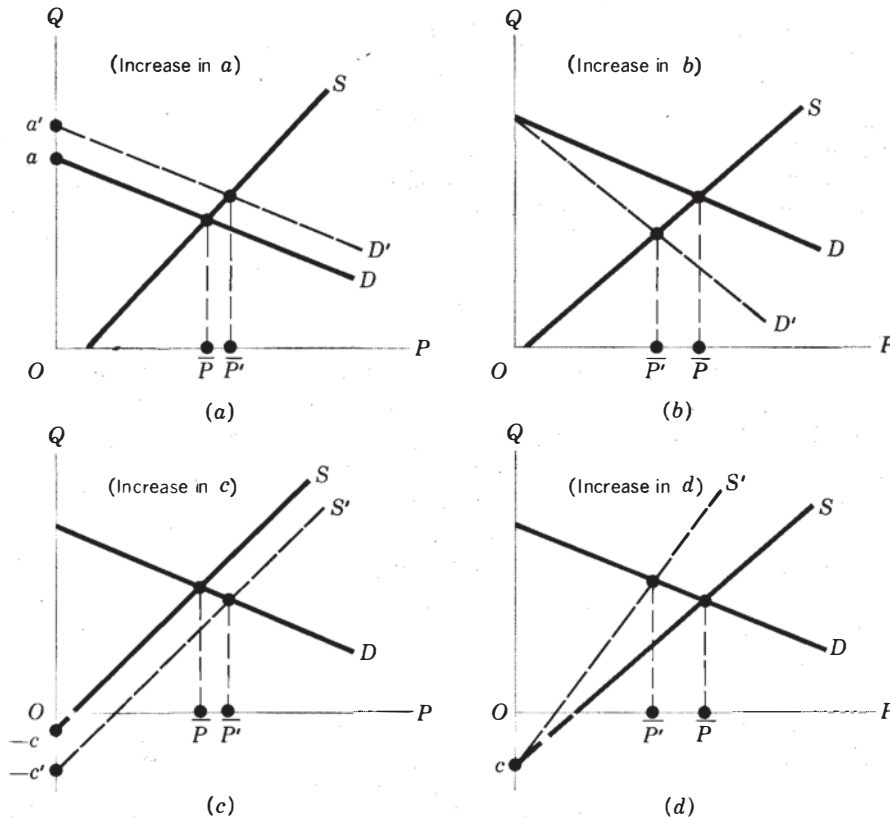 Q
(Increase in a)
S
a'
a
D'
D
O
P̅
P̅'
P
(a)
Q
(Increase in b)
S
D
D'
O
P̅'
P̅
P
(b)
Q
(Increase in c)
S
S'
D
O
P̅
P̅'
P
—c
—c'
(c)
Q
(Increase in d)
S'
S
D
O
P̅'
P̅
P
c
(d)